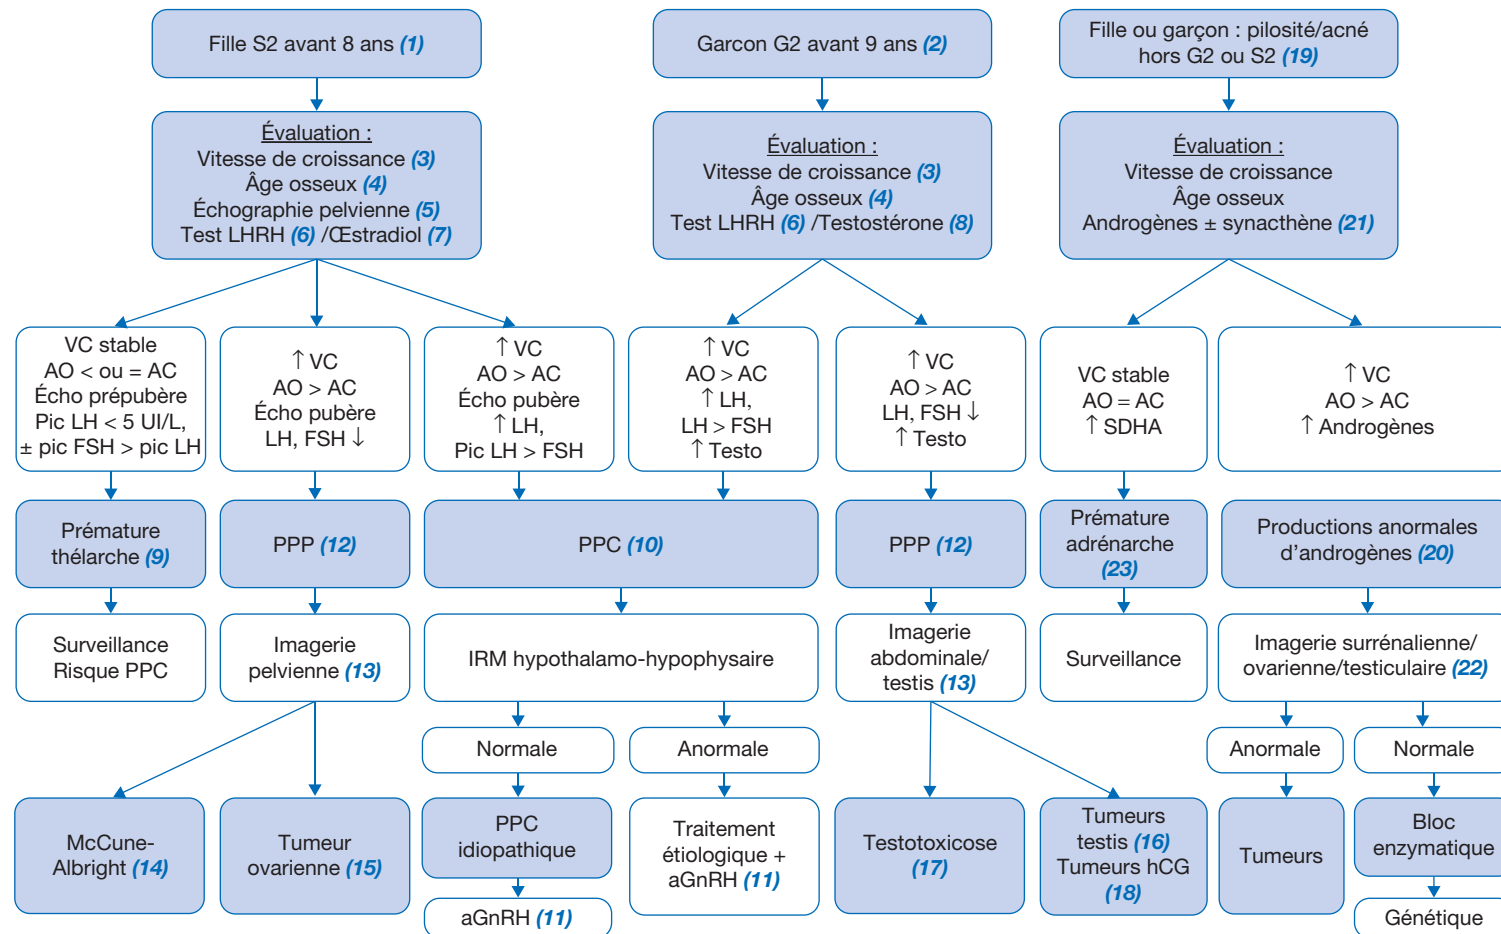 Fille S2 avant 8 ans (1)
Garcon G2 avant 9 ans (2)
Fille ou garçon : pilosité/acné
hors G2 ou S2 (19)
Évaluation :
Vitesse de croissance (3)
Âge osseux (4)
Échographie pelvienne (5)
Test LHRH (6) /Œstradiol (7)
Évaluation :
Vitesse de croissance (3)
Âge osseux (4)
Test LHRH (6) /Testostérone (8)
Évaluation :
Vitesse de croissance
Âge osseux
Androgènes ± synacthène (21)
VC stable
AO < ou = AC
Écho prépubère
Pic LH < 5 UI/L,
± pic FSH > pic LH
↑ VC
AO > AC
Écho pubère
LH, FSH ↓
↑ VC
AO > AC
Écho pubère
↑ LH,
Pic LH > FSH
↑ VC
AO > AC
↑ LH,
LH > FSH
↑ Testo
↑ VC
AO > AC
LH, FSH ↓
↑ Testo
VC stable
AO = AC
↑ SDHA
↑ VC
AO > AC
↑ Androgènes
Prémature
thélarche (9)
PPP (12)
PPC (10)
PPP (12)
Prémature
adrénarche
(23)
Productions anormales
d'androgènes (20)
Surveillance
Risque PPC
Imagerie
pelvienne (13)
IRM hypothalamo-hypophysaire
Imagerie
abdominale/
testis (13)
Surveillance
Imagerie surrénalienne/
ovarienne/testiculaire (22)
Normale
Anormale
Anormale
Normale
McCune-
Albright (14)
Tumeur
ovarienne (15)
PPC
idiopathique
Traitement
étiologique +
aGnRH (11)
Testotoxicose
(17)
Tumeurs
testis (16)
Tumeurs hCG
(18)
Tumeurs
Bloc
enzymatique
aGnRH (11)
Génétique